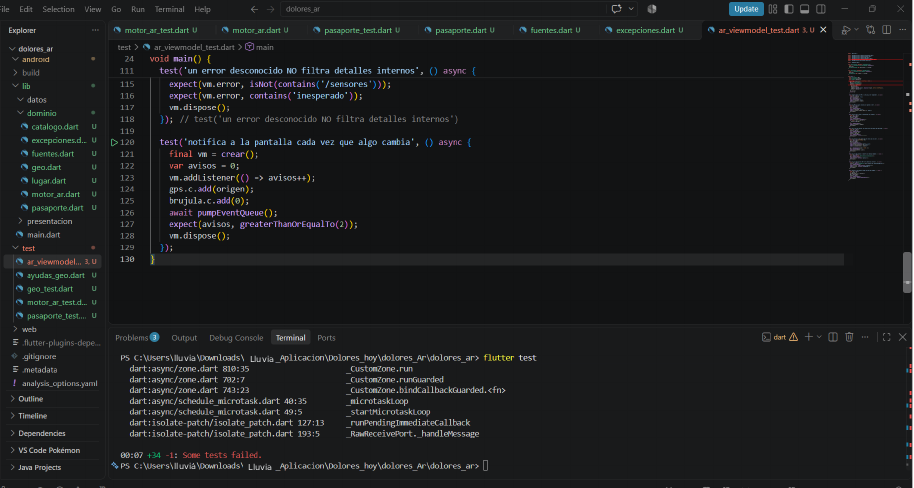 File Edit Selection View Go Run Terminal Help
dolores_ar
Update
Explorer
motor_ar_test.dart U
motor_ar.dart U
pasaporte_test.dart U
pasaporte.dart U
fuentes.dart U
excepciones.dart U
ar_viewmodel_test.dart 3, U
dolores_ar
android
build
lib
datos
dominio
catalogo.dart U
excepciones.d... U
fuentes.dart U
geo.dart U
lugar.dart U
motor_ar.dart U
pasaporte.dart U
presentacion
main.dart U
test
ar_viewmodel... 3, U
ayudas_geo.dart U
geo_test.dart U
motor_ar_test.d... U
pasaporte_test.... U
web
.flutter-plugins-depe...
.gitignore
.metadata
analysis_options.yaml
Outline
Timeline
Dependencies
VS Code Pokémon
Java Projects
test > ar_viewmodel_test.dart > main
24 void main() {
111 test('un error desconocido NO filtra detalles internos', () async {
115 expect(vm.error, isNot(contains('/sensores')));
116 expect(vm.error, contains('inesperado'));
117 vm.dispose();
118 }); // test('un error desconocido NO filtra detalles internos')
119
120 test('notifica a la pantalla cada vez que algo cambia', () async {
121 final vm = crear();
122 var avisos = 0;
123 vm.addListener(() => avisos++);
124 gps.c.add(origen);
125 brujula.c.add(0);
126 await pumpEventQueue();
127 expect(avisos, greaterThanOrEqualTo(2));
128 vm.dispose();
129 });
130 }
Problems 3 Output Debug Console Terminal Ports
dart
PS C:\Users\lluvia\Downloads\ Lluvia _Aplicacion\Dolores_hoy\dolores_Ar\dolores_ar> flutter test
dart:async/zone.dart 810:35 _CustomZone.run
dart:async/zone.dart 702:7 _CustomZone.runGuarded
dart:async/zone.dart 743:23 _CustomZone.bindCallbackGuarded.<fn>
dart:async/schedule_microtask.dart 40:35 _microtaskLoop
dart:async/schedule_microtask.dart 49:5 _startMicrotaskLoop
dart:isolate-patch/isolate_patch.dart 127:13 _runPendingImmediateCallback
dart:isolate-patch/isolate_patch.dart 193:5 _RawReceivePort._handleMessage
00:07 +34 -1: Some tests failed.
PS C:\Users\lluvia\Downloads\ Lluvia _Aplicacion\Dolores_hoy\dolores_Ar\dolores_ar>